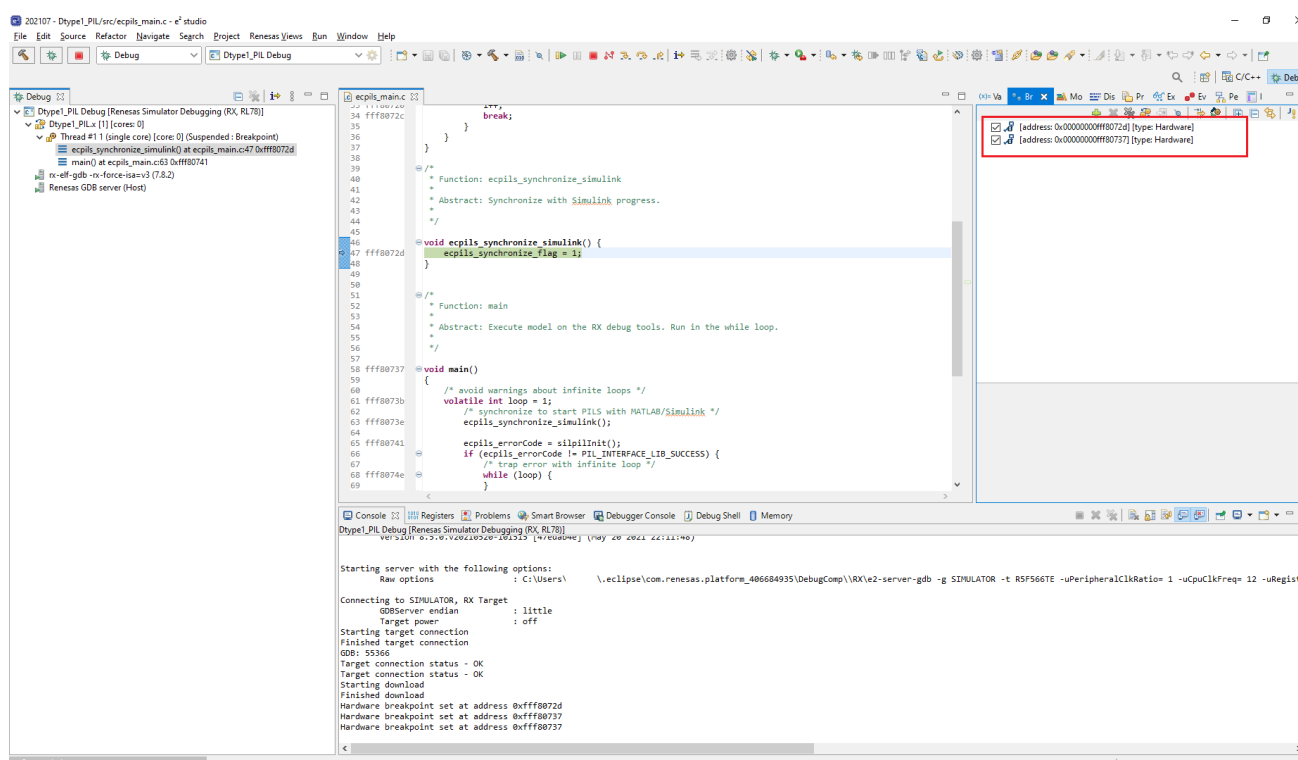 202107 - Dtype1_PIL/src/ecpils_main.c - e² studio
File Edit Source Refactor Navigate Search Project Renesas Views Run Window Help
Debug Dtype1_PIL Debug
C/C++ Deb
Debug
Dtype1_PIL Debug [Renesas Simulator Debugging (RX, RL78)]
Dtype1_PIL.x [1] [cores: 0]
Thread #1 1 (single core) [core: 0] (Suspended : Breakpoint)
ecpils_synchronize_simulink() at ecpils_main.c:47 0xfff8072d
main() at ecpils_main.c:63 0xfff80741
rx-elf-gdb -rx-force-isa=v3 (7.8.2)
Renesas GDB server (Host)
ecpils_main.c
i++;
34 fff8072c break;
35 }
36 }
37 }
38
39 /*
40 * Function: ecpils_synchronize_simulink
41 *
42 * Abstract: Synchronize with Simulink progress.
43 *
44 */
45
46 void ecpils_synchronize_simulink() {
47 fff8072d ecpils_synchronize_flag = 1;
48 }
49
50
51 /*
52 * Function: main
53 *
54 * Abstract: Execute model on the RX debug tools. Run in the while loop.
55 *
56 */
57
58 fff80737 void main()
59 {
60 /* avoid warnings about infinite loops */
61 fff8073b volatile int loop = 1;
62 /* synchronize to start PILS with MATLAB/Simulink */
63 fff8073e ecpils_synchronize_simulink();
64
65 fff80741 ecpils_errorCode = silpilInit();
66 if (ecpils_errorCode != PIL_INTERFACE_LIB_SUCCESS) {
67 /* trap error with infinite loop */
68 fff8074e while (loop) {
69 }
(x)= Va Br Mo Dis Pr Ex Ev Pe I
[address: 0x00000000fff8072d] [type: Hardware]
[address: 0x00000000fff80737] [type: Hardware]
Console Registers Problems Smart Browser Debugger Console Debug Shell Memory
Dtype1_PIL Debug [Renesas Simulator Debugging (RX, RL78)]
Starting server with the following options:
Raw options : C:\Users\ \.eclipse\com.renesas.platform_406684935\DebugComp\\RX\e2-server-gdb -g SIMULATOR -t R5F566TE -uPeripheralClkRatio= 1 -uCpuClkFreq= 12 -uRegist
Connecting to SIMULATOR, RX Target
GDBServer endian : little
Target power : off
Starting target connection
Finished target connection
GDB: 55366
Target connection status - OK
Target connection status - OK
Starting download
Finished download
Hardware breakpoint set at address 0xfff8072d
Hardware breakpoint set at address 0xfff80737
Hardware breakpoint set at address 0xfff80737